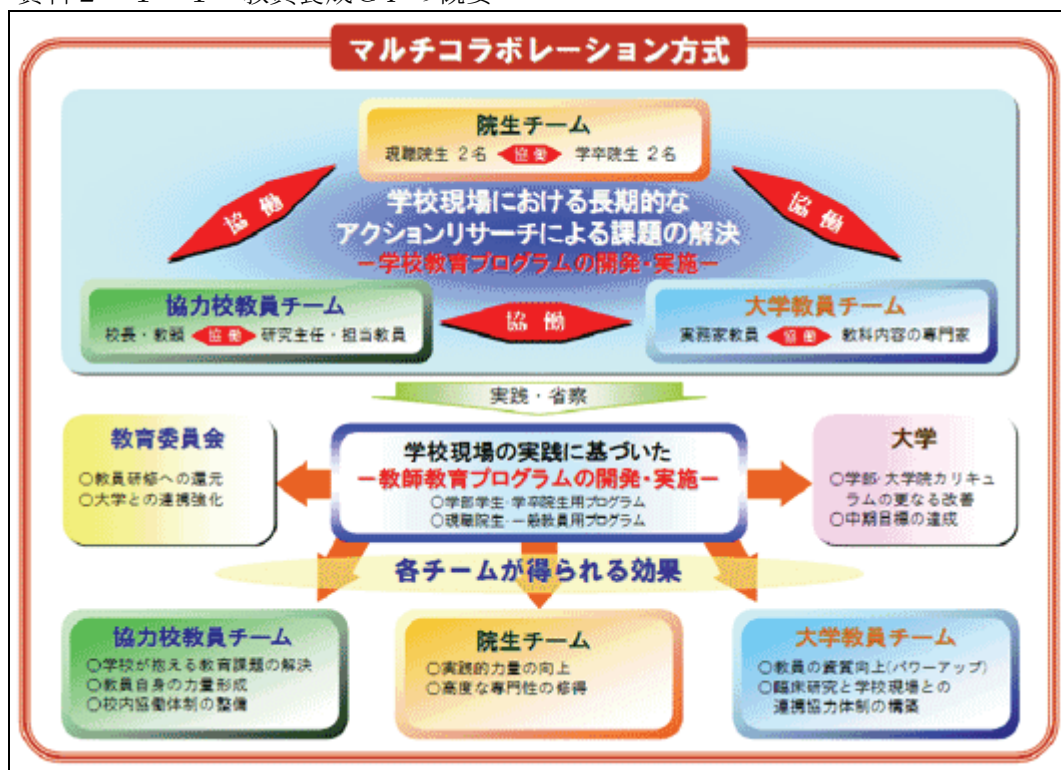 マルチコラボレーション方式
院生チーム
現職院生 2名 協働 学卒院生 2名
協働
協働
学校現場における長期的な
アクションリサーチによる課題の解決
－学校教育プログラムの開発・実施－
協力校教員チーム
校長・教頭 協働 研究主任・担当教員
協働
大学教員チーム
実務家教員 協働 教科内容の専門家
実践・省察
教育委員会
○教員研修への還元
○大学との連携強化
学校現場の実践に基づいた
－教師教育プログラムの開発・実施－
○学部学生・学卒院生用プログラム
○現職院生・一般教員用プログラム
大学
○学部・大学院カリキュ
ラムの更なる改善
○中期目標の達成
各チームが得られる効果
協力校教員チーム
○学校が抱える教育課題の解決
○教員自身の力量形成
○校内協働体制の整備
院生チーム
○実践的力量の向上
○高度な専門性の修得
大学教員チーム
○教員の資質向上(パワーアップ)
○臨床研究と学校現場との
連携協力体制の構築